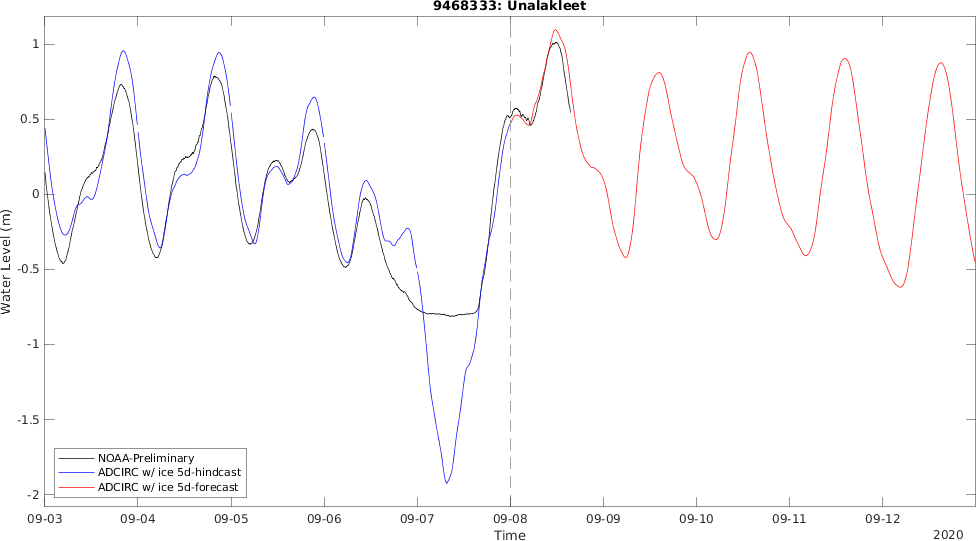 9468333: Unalakleet
Water Level (m)
1
0.5
0
-0.5
-1
-1.5
-2
NOAA-Preliminary
ADCIRC w/ ice 5d-hindcast
ADCIRC w/ ice 5d-forecast
09-03 09-04 09-05 09-06 09-07 09-08 09-09 09-10 09-11 09-12
Time
2020